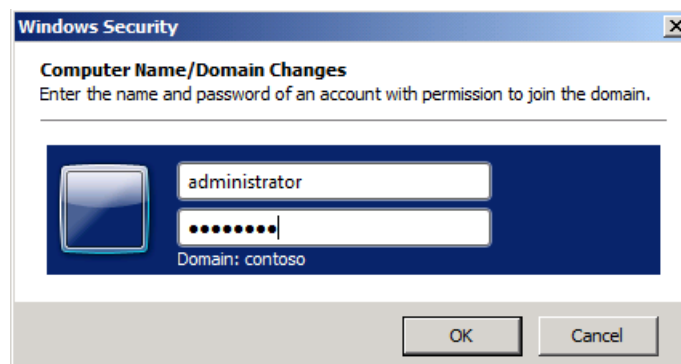 Windows Security
Computer Name/Domain Changes
Enter the name and password of an account with permission to join the domain.
administrator
●●●●●●●●
Domain: contoso
OK
Cancel